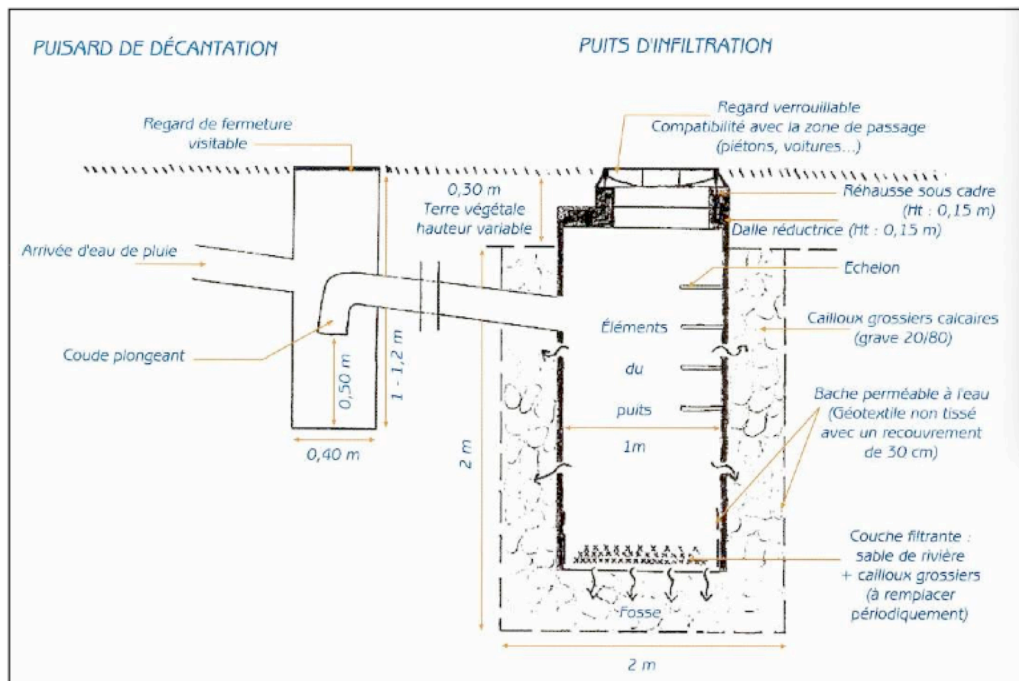 PUISARD DE DÉCANTATION
PUITS D'INFILTRATION
Regard de fermeture
visitable
Regard verrouillable
Compatibilité avec la zone de passage
(piétons, voitures...)
0,30 m
Terre végétale
hauteur variable
Réhausse sous cadre
(Ht : 0,15 m)
Dalle réductrice (Ht : 0,15 m)
Arrivée d'eau de pluie
Echelon
Coude plongeant
0,50 m
1 - 1,2 m
0,40 m
2 m
Éléments
du
puits
1m
Cailloux grossiers calcaires
(grave 20/80)
Bache perméable à l'eau
(Géotextile non tissé
avec un recouvrement
de 30 cm)
Couche filtrante :
sable de rivière
+ cailloux grossiers
(à remplacer
périodiquement)
Fosse
2 m